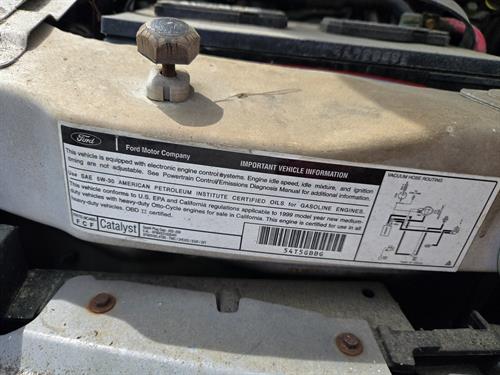 Ford
Ford Motor Company
IMPORTANT VEHICLE INFORMATION
This vehicle is equipped with electronic engine control systems. Engine idle speed, idle mixture, and ignition
timing are not adjustable. See Powertrain Control/Emissions Diagnosis Manual for additional information.
Use SAE 5W-30 AMERICAN PETROLEUM INSTITUTE CERTIFIED OILS for GASOLINE ENGINES.
This vehicle conforms to U.S. EPA and California regulations applicable to 1999 model year new medium-
duty vehicles with heavy-duty Otto-Cycle engines for sale in California. This engine is certified for use in all
heavy-duty vehicles. OBD II certified.
FCF
Catalyst
54T5GBBG
VACUUM HOSE ROUTING